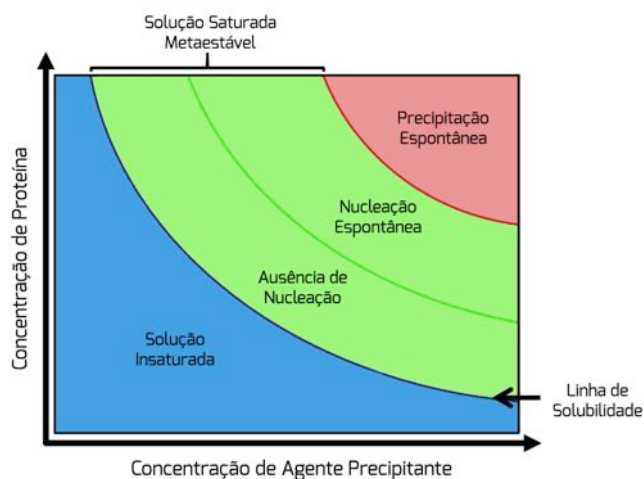 Solução Saturada
Metaestável
Precipitação
Espontânea
Nucleação
Espontânea
Ausência de
Nucleação
Solução
Insaturada
Linha de
Solubilidade
Concentração de Proteína
Concentração de Agente Precipitante